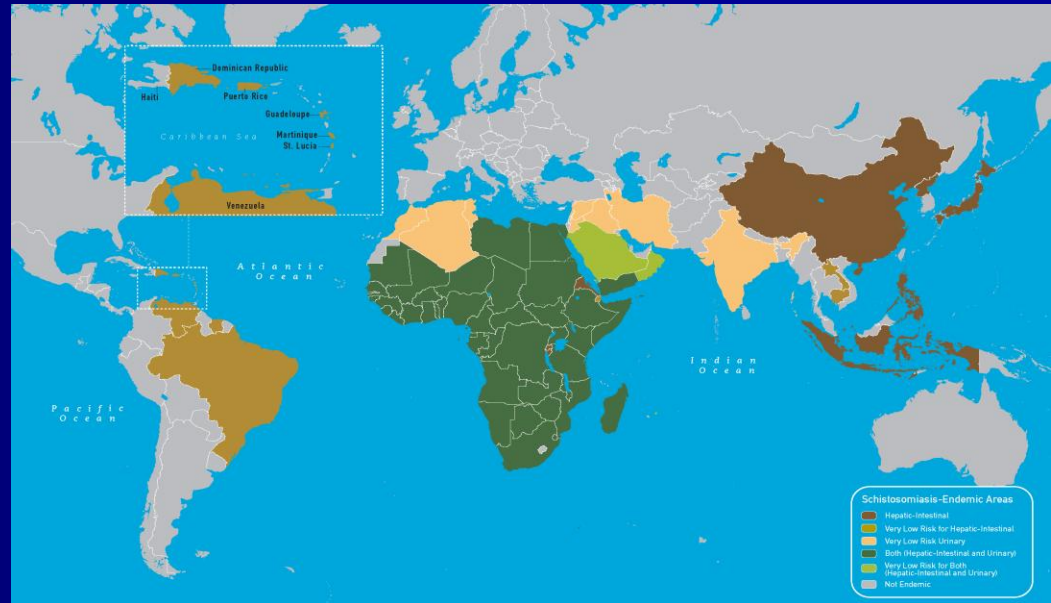 Dominican Republic
Haiti
Puerto Rico
Guadeloupe
Caribbean Sea
Martinique
St. Lucia
Venezuela
Atlantic
Ocean
Indian
Ocean
Pacific
Ocean
Schistosomiasis-Endemic Areas
Hepatic-Intestinal
Very Low Risk for Hepatic-Intestinal
Very Low Risk Urinary
Both (Hepatic-Intestinal and Urinary)
Very Low Risk for Both
(Hepatic-Intestinal and Urinary)
Not Endemic